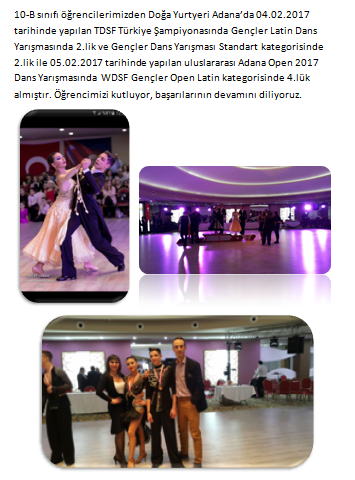 10-B sınıfı öğrencilerimizden Doğa Yurtyeri Adana’da 04.02.2017
tarihinde yapılan TDSF Türkiye Şampiyonasında Gençler Latin Dans
Yarışmasında 2.lik ve Gençler Dans Yarışması Standart kategorisinde
2.lik ile 05.02.2017 tarihinde yapılan uluslararası Adana Open 2017
Dans Yarışmasında WDSF Gençler Open Latin kategorisinde 4.lük
almıştır. Öğrencimizi kutluyor, başarılarının devamını diliyoruz.